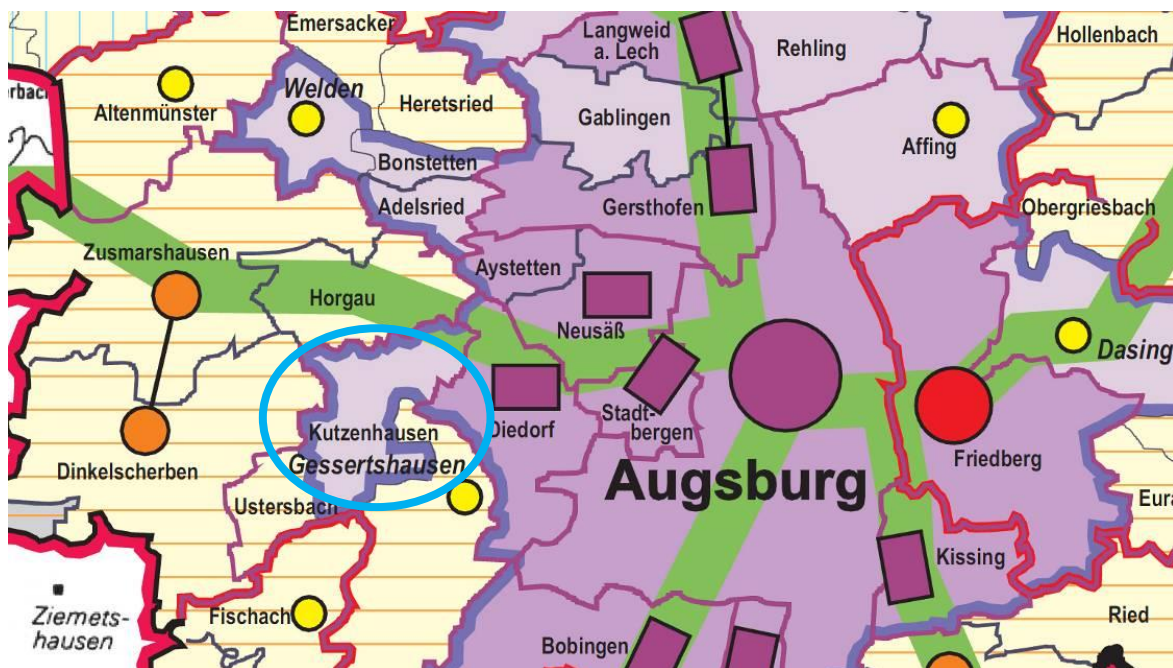 Emersacker
Langweid
a. Lech
Rehling
Hollenbach
Welden
Altenmünster
Heretsried
Gablingen
Affing
Bonstetten
Adelsried
Gersthofen
Obergriesbach
Zusmarshausen
Aystetten
Horgau
Neusäß
Dasing
Kutzenhausen
Diedorf
Stadt-
bergen
Gessertshausen
Dinkelscherben
Friedberg
Augsburg
Ustersbach
Kissing
Ziemets-
hausen
Fischach
Ried
Bobingen